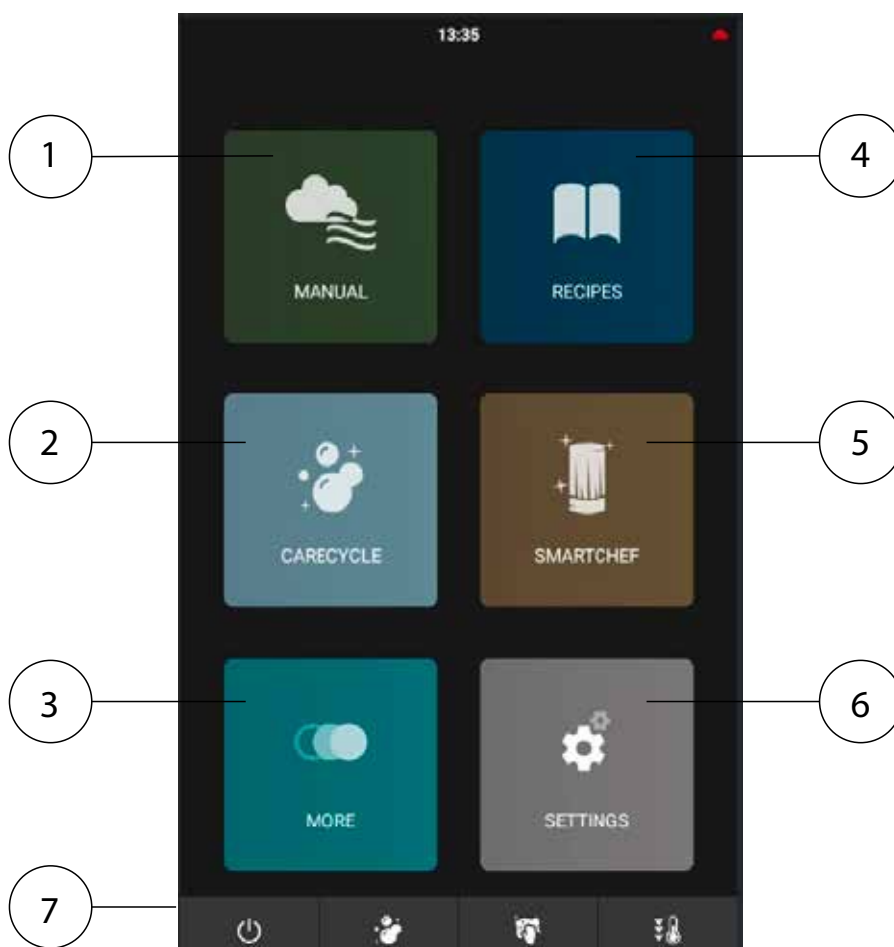 13:35
1
4
MANUAL
RECIPES
2
5
CARECYCLE
SMARTCHEF
3
6
MORE
SETTINGS
7